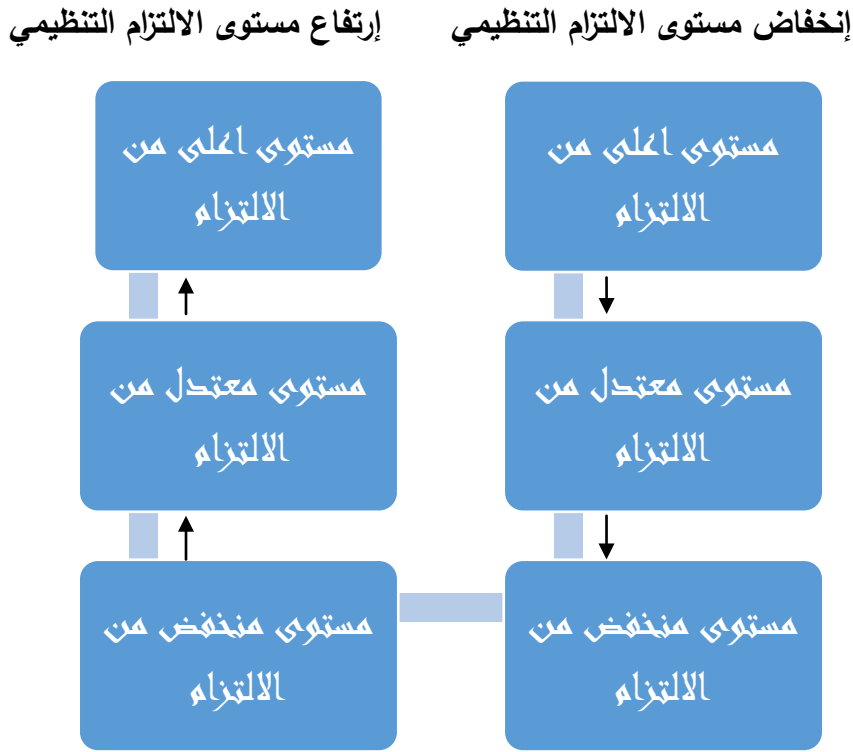 إنخفاض مستوى الالتزام التنظيمي
إرتفاع مستوى الالتزام التنظيمي
مستوى اعلى من
الالتزام
مستوى معتدل من
الالتزام
مستوى منخفض من
الالتزام
مستوى اعلى من
الالتزام
مستوى معتدل من
الالتزام
مستوى منخفض من
الالتزام